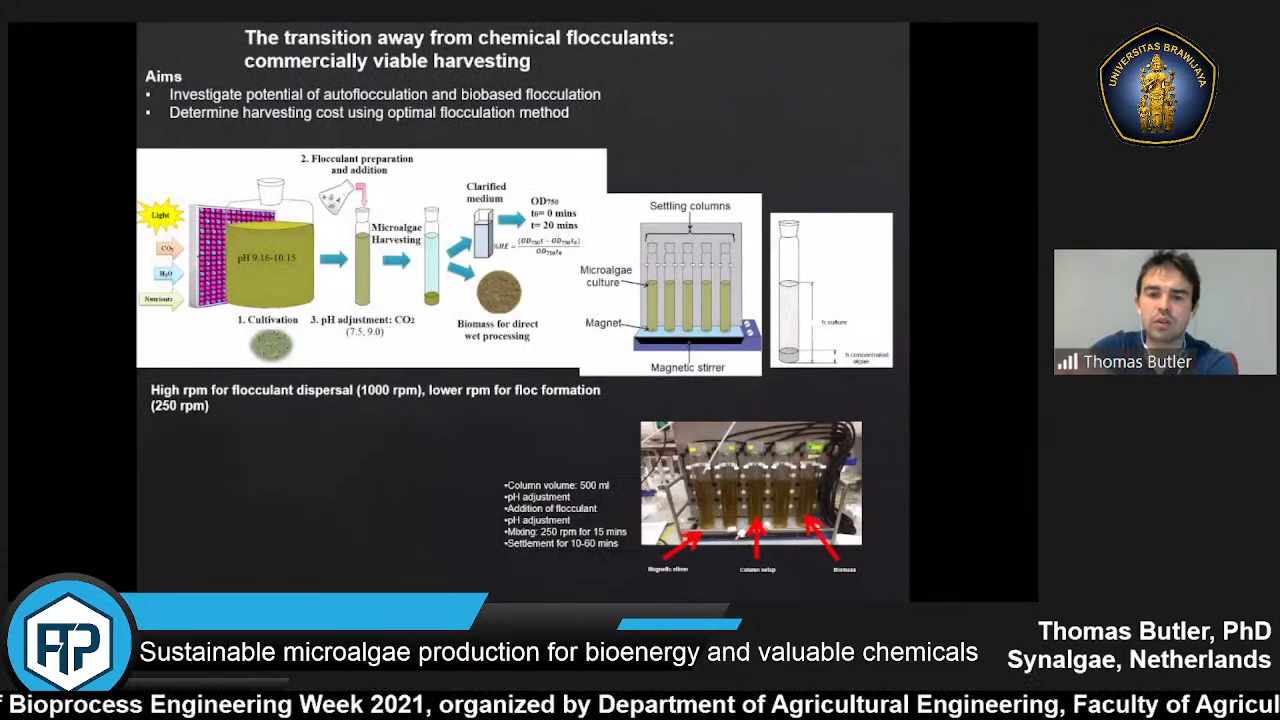 The transition away from chemical flocculants:
commercially viable harvesting
Aims
• Investigate potential of autoflocculation and biobased flocculation
• Determine harvesting cost using optimal flocculation method
2. Flocculant preparation
and addition
Light
CO₂
H₂O
Nutrients
pH 9.16-10.15
Microalgae
Harvesting
Clarified
medium
OD₇₅₀
t₀= 0 mins
t= 20 mins
1. Cultivation
3. pH adjustment: CO₂
(7.5, 9.0)
Biomass for direct
wet processing
Settling columns
Microalgae
culture
Magnet
Magnetic stirrer
h culture
h concentrated
algae
High rpm for flocculant dispersal (1000 rpm), lower rpm for floc formation
(250 rpm)
•Column volume: 500 ml
•pH adjustment
•Addition of flocculant
•pH adjustment
•Mixing: 250 rpm for 15 mins
•Settlement for 10-60 mins
Magnetic stirrer
Column setup
Biomass
UNIVERSITAS BRAWIJAYA
Thomas Butler
Thomas Butler, PhD
Synalgae, Netherlands
Sustainable microalgae production for bioenergy and valuable chemicals
f Bioprocess Engineering Week 2021, organized by Department of Agricultural Engineering, Faculty of Agricul